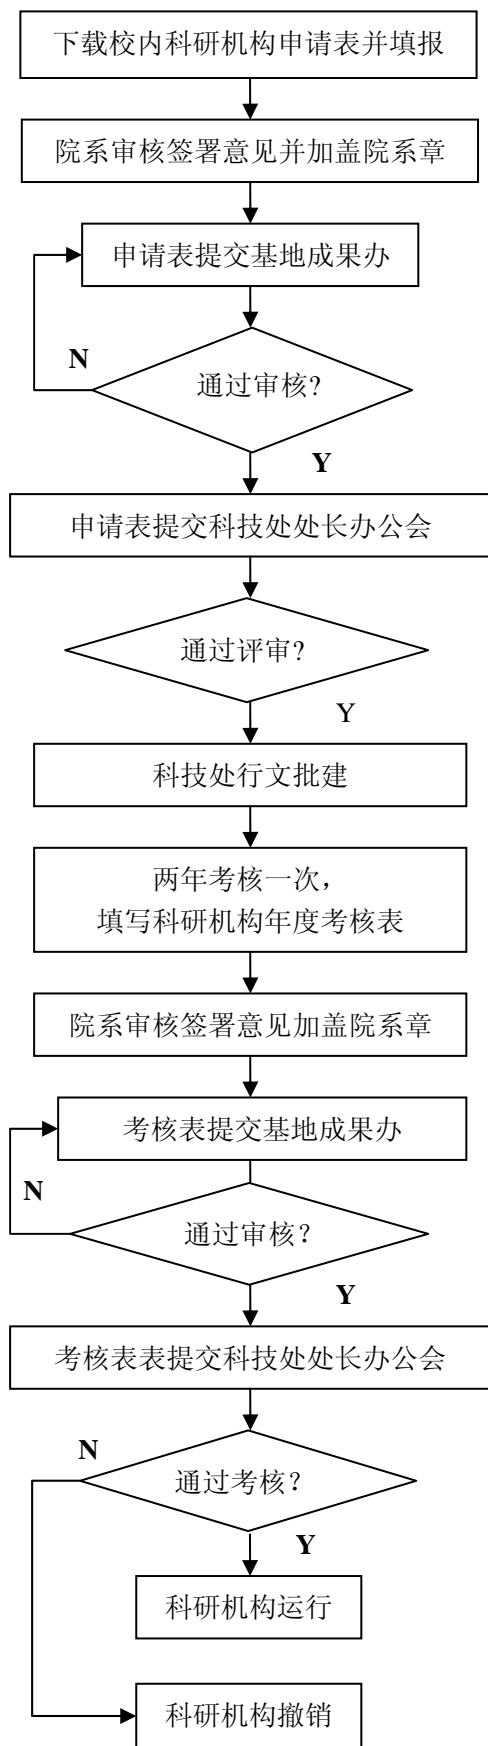 下载校内科研机构申请表并填报
院系审核签署意见并加盖院系章
申请表提交基地成果办
N
通过审核?
Y
申请表提交科技处处长办公会
通过评审?
Y
科技处行文批建
两年考核一次，
填写科研机构年度考核表
院系审核签署意见加盖院系章
考核表提交基地成果办
N
通过审核？
Y
考核表表提交科技处处长办公会
N
通过考核？
Y
科研机构运行
科研机构撤销